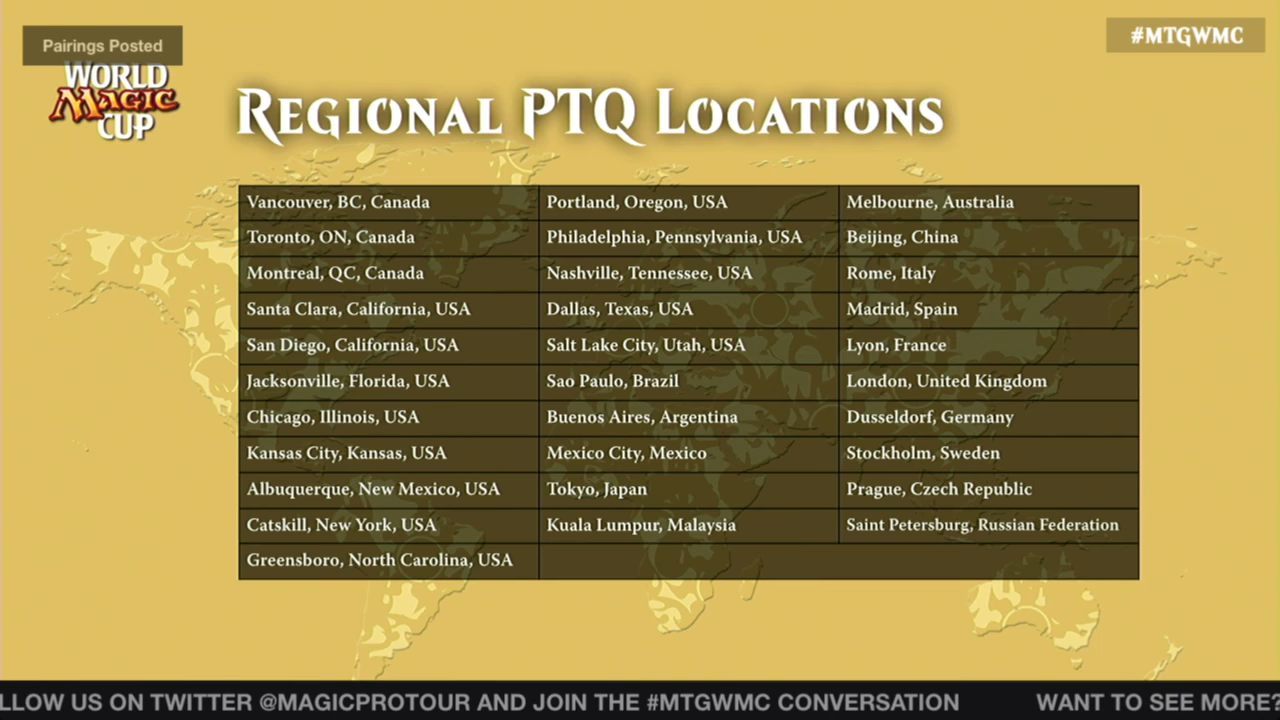 Pairings Posted
#MTGWMC
WORLD
MAGIC
CUP
REGIONAL PTQ LOCATIONS
Vancouver, BC, Canada
Portland, Oregon, USA
Melbourne, Australia
Toronto, ON, Canada
Philadelphia, Pennsylvania, USA
Beijing, China
Montreal, QC, Canada
Nashville, Tennessee, USA
Rome, Italy
Santa Clara, California, USA
Dallas, Texas, USA
Madrid, Spain
San Diego, California, USA
Salt Lake City, Utah, USA
Lyon, France
Jacksonville, Florida, USA
Sao Paulo, Brazil
London, United Kingdom
Chicago, Illinois, USA
Buenos Aires, Argentina
Dusseldorf, Germany
Kansas City, Kansas, USA
Mexico City, Mexico
Stockholm, Sweden
Albuquerque, New Mexico, USA
Tokyo, Japan
Prague, Czech Republic
Catskill, New York, USA
Kuala Lumpur, Malaysia
Saint Petersburg, Russian Federation
Greensboro, North Carolina, USA
LLOW US ON TWITTER @MAGICPROTOUR AND JOIN THE #MTGWMC CONVERSATION WANT TO SEE MORE?